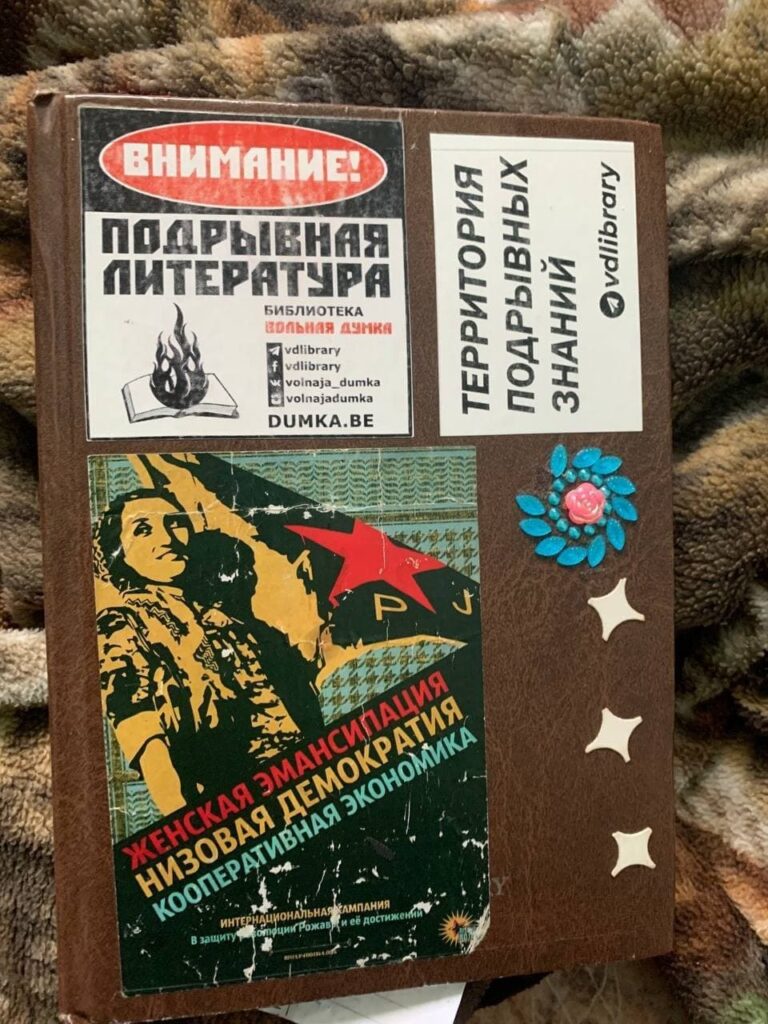 ВНИМАНИЕ!
ПОДРЫВНАЯ
ЛИТЕРАТУРА
БИБЛИОТЕКА
ВОЛЬНАЯ ДУМКА
vdlibrary
vdlibrary
volnaja_dumka
volnajadumka
DUMKA.BE
ТЕРРИТОРИЯ
ПОДРЫВНЫХ
ЗНАНИЙ
vdlibrary
P J
ЖЕНСКАЯ ЭМАНСИПАЦИЯ
НИЗОВАЯ ДЕМОКРАТИЯ
КООПЕРАТИВНАЯ ЭКОНОМИКА
ИНТЕРНАЦИОНАЛЬНАЯ КАМПАНИЯ
В защиту революции Рожавы и её достижений